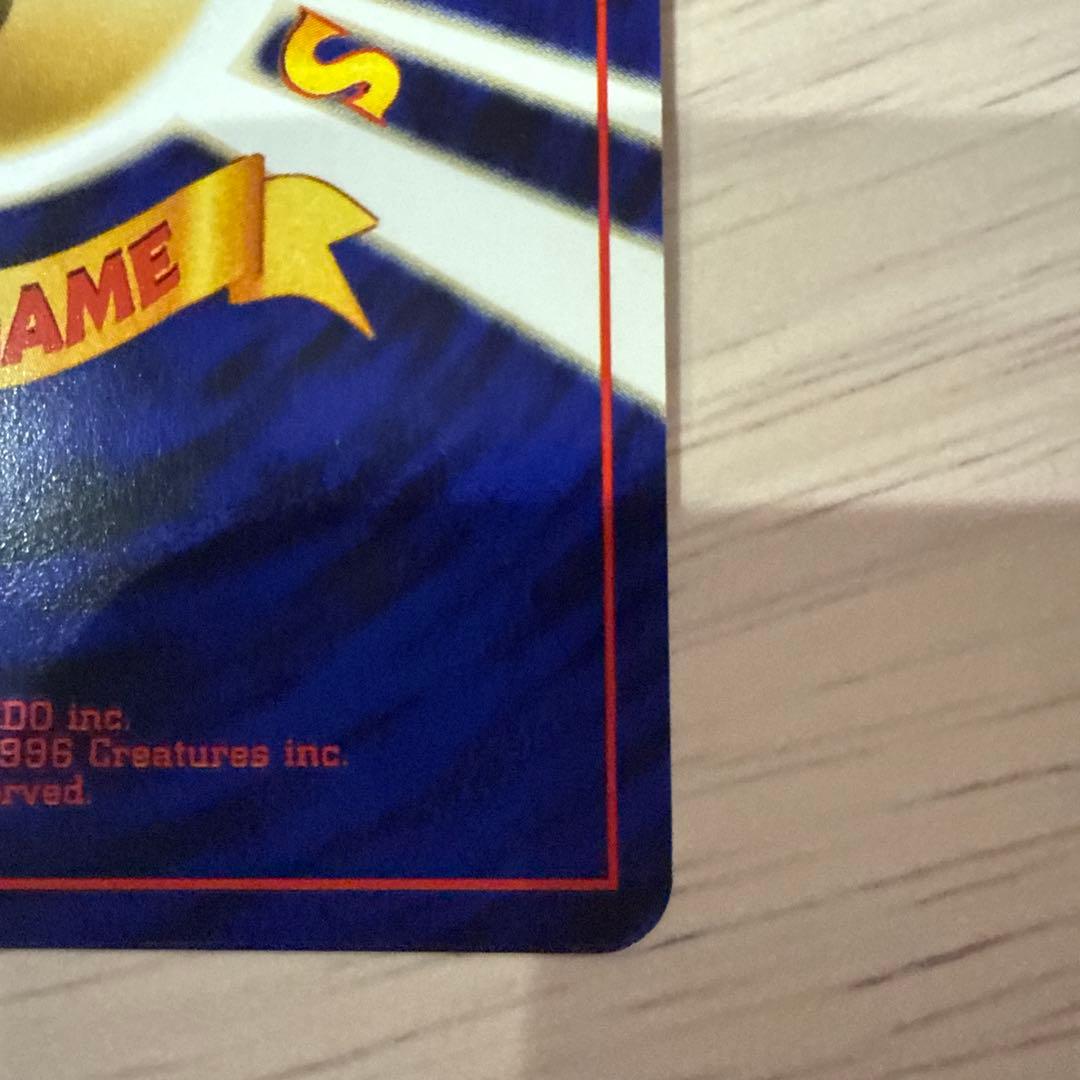 S
AME
DO inc.
996 Creatures inc.
rved.